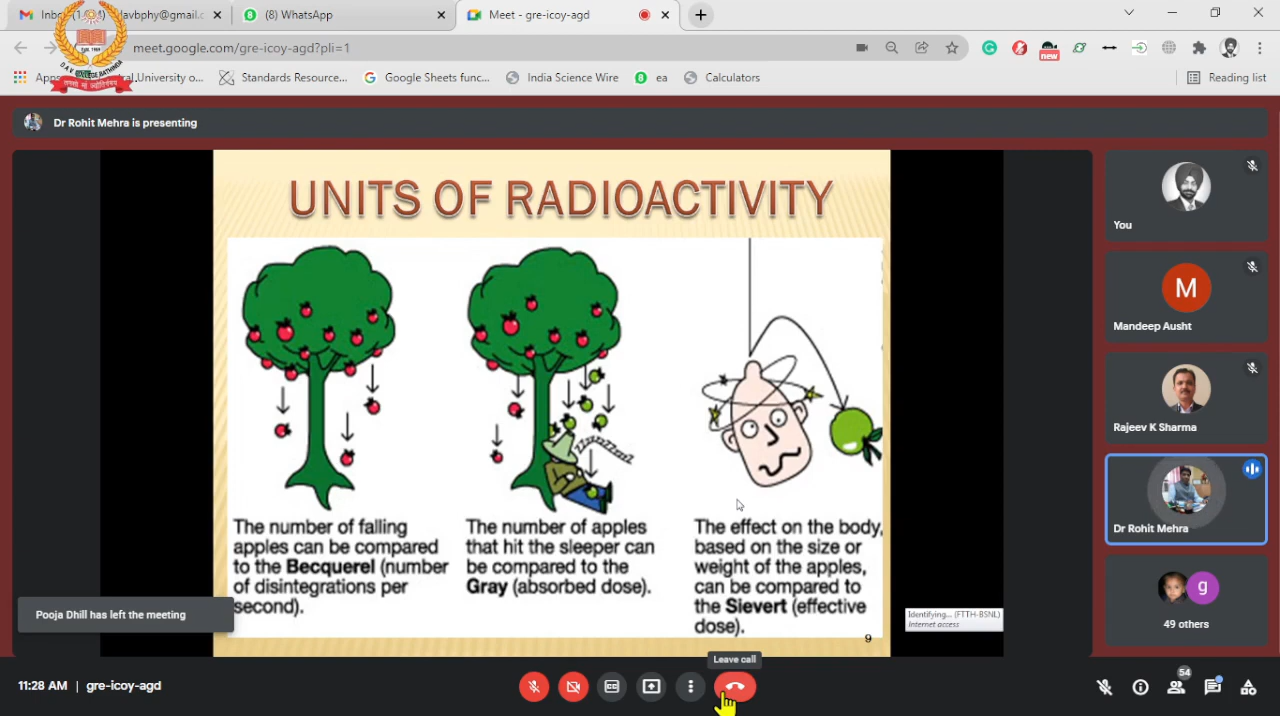 Inb
davbphy@gmail.c
(8) WhatsApp
Meet - gre-icoy-agd
meet.google.com/gre-icoy-agd?pli=1
new
University o...
Standards Resource...
Google Sheets func...
India Science Wire
ea
Calculators
Reading list
Dr Rohit Mehra is presenting
UNITS OF RADIOACTIVITY
The number of falling
apples can be compared
to the Becquerel (number
of disintegrations per
second).
The number of apples
that hit the sleeper can
be compared to the
Gray (absorbed dose).
The effect on the body,
based on the size or
weight of the apples,
can be compared to
the Sievert (effective
dose).
9
You
M
Mandeep Ausht
Rajeev K Sharma
Dr Rohit Mehra
g
49 others
Pooja Dhill has left the meeting
Identifying... (FTTH-BSNL)
Internet access
Leave call
11:28 AM | gre-icoy-agd
54